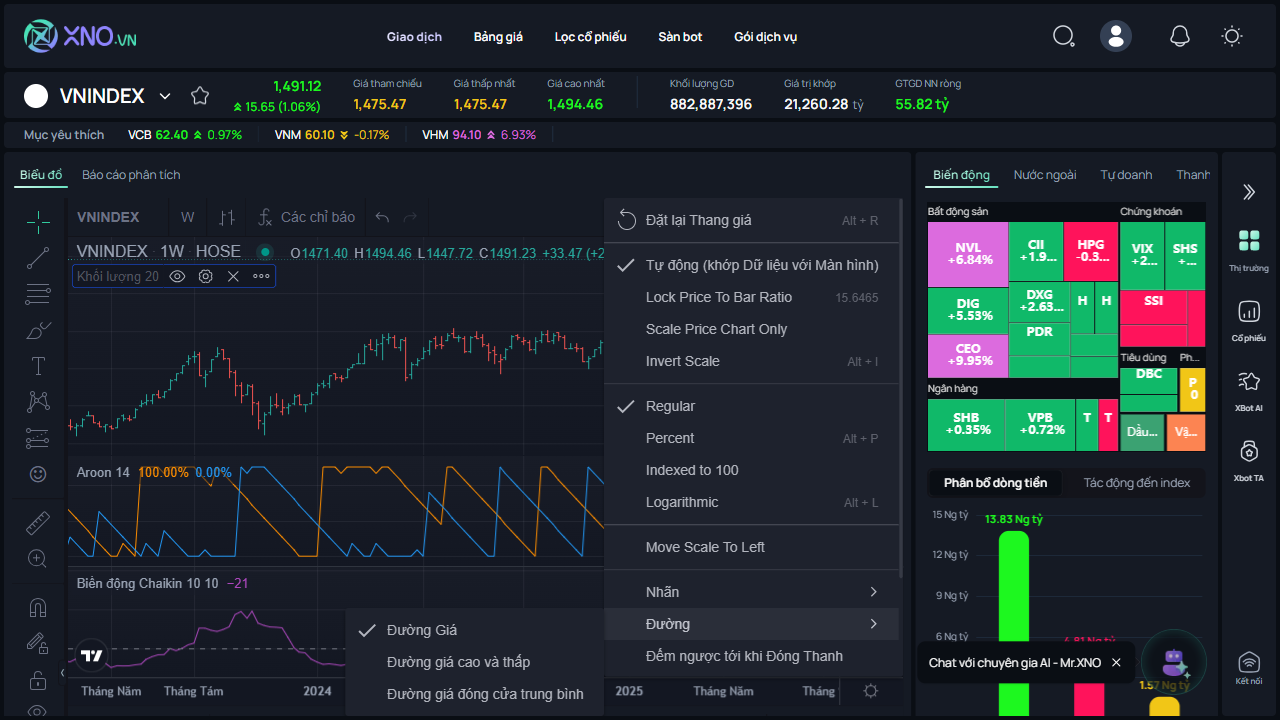 XNO.VN
Giao dịch
Bảng giá
Lọc cổ phiếu
Sàn bot
Gói dịch vụ
VNINDEX
1,491.12
15.65 (1.06%)
Giá tham chiếu
1,475.47
Giá thấp nhất
1,475.47
Giá cao nhất
1,494.46
Khối lượng GD
882,887,396
Giá trị khớp
21,260.28 tỷ
GTGD NN ròng
55.82 tỷ
Mục yêu thích
VCB 62.40 0.97%
VNM 60.10 -0.17%
VHM 94.10 6.93%
Biểu đồ
Báo cáo phân tích
VNINDEX
W
Các chỉ báo
VNINDEX · 1W · HOSE
O1471.40 H1494.46 L1447.72 C1491.23 +33.47 (+2
Khối lượng 20
Aroon 14 100.00% 0.00%
Biến động Chaikin 10 10 −21
Tháng Năm
Tháng Tám
2024
2025
Tháng Năm
Tháng
Đặt lại Thang giá
Alt + R
Tự động (khớp Dữ liệu với Màn hình)
Lock Price To Bar Ratio
15.6465
Scale Price Chart Only
Invert Scale
Alt + I
Regular
Percent
Alt + P
Indexed to 100
Logarithmic
Alt + L
Move Scale To Left
Nhãn
Đường
Đếm ngược tới khi Đóng Thanh
Đường Giá
Đường giá cao và thấp
Đường giá đóng cửa trung bình
Biến động
Nước ngoài
Tự doanh
Thanh
Bất động sản
NVL
+6.84%
DIG
+5.53%
CEO
+9.95%
CII
+1.9...
HPG
-0.3...
DXG
+2.63...
H
H
PDR
Chứng khoán
VIX
+2...
SHS
+...
SSI
Tiêu dùng
Ph...
DBC
P
0
Dầu...
Vậ...
Ngân hàng
SHB
+0.35%
VPB
+0.72%
T
T
Phân bổ dòng tiền
Tác động đến index
15 Ng tỷ
12 Ng tỷ
9 Ng tỷ
6 Ng tỷ
13.83 Ng tỷ
4.81 Ng tỷ
1.57 Ng tỷ
Chat với chuyên gia AI - Mr.XNO
Thị trường
Cổ phiếu
XBot AI
Xbot TA
Kết nối